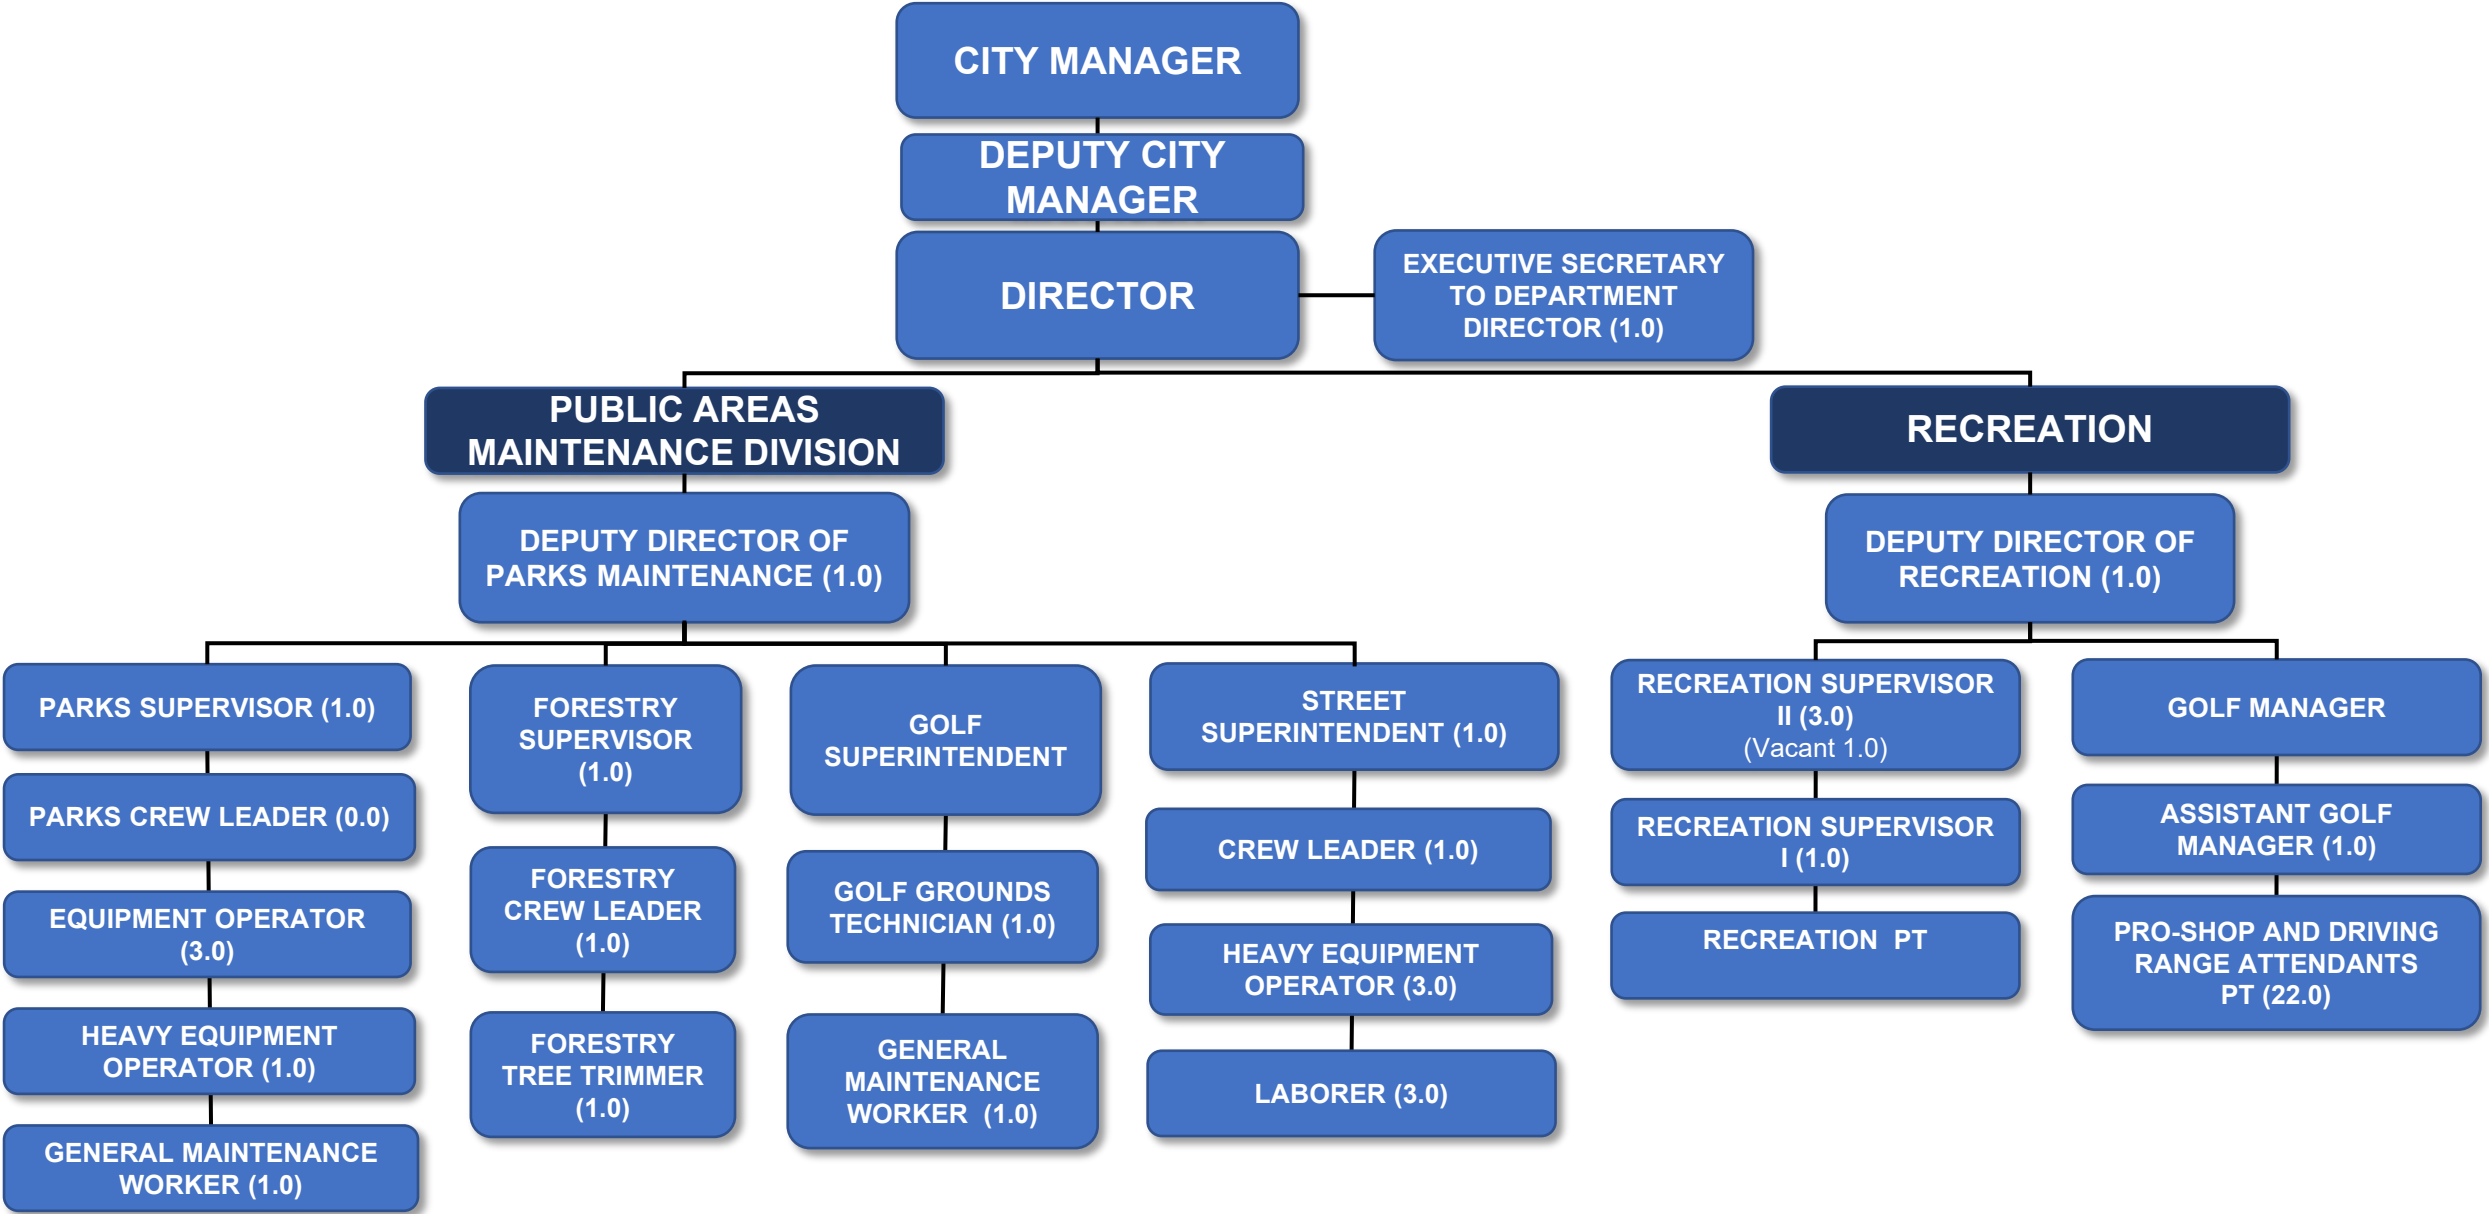 CITY MANAGER
DEPUTY CITY
MANAGER
DIRECTOR
EXECUTIVE SECRETARY
TO DEPARTMENT
DIRECTOR (1.0)
PUBLIC AREAS
MAINTENANCE DIVISION
RECREATION
DEPUTY DIRECTOR OF
PARKS MAINTENANCE (1.0)
DEPUTY DIRECTOR OF
RECREATION (1.0)
PARKS SUPERVISOR (1.0)
PARKS CREW LEADER (0.0)
EQUIPMENT OPERATOR
(3.0)
HEAVY EQUIPMENT
OPERATOR (1.0)
GENERAL MAINTENANCE
WORKER (1.0)
FORESTRY
SUPERVISOR
(1.0)
FORESTRY
CREW LEADER
(1.0)
FORESTRY
TREE TRIMMER
(1.0)
GOLF
SUPERINTENDENT
GOLF GROUNDS
TECHNICIAN (1.0)
GENERAL
MAINTENANCE
WORKER (1.0)
STREET
SUPERINTENDENT (1.0)
CREW LEADER (1.0)
HEAVY EQUIPMENT
OPERATOR (3.0)
LABORER (3.0)
RECREATION SUPERVISOR
II (3.0)
(Vacant 1.0)
RECREATION SUPERVISOR
I (1.0)
RECREATION PT
GOLF MANAGER
ASSISTANT GOLF
MANAGER (1.0)
PRO-SHOP AND DRIVING
RANGE ATTENDANTS
PT (22.0)